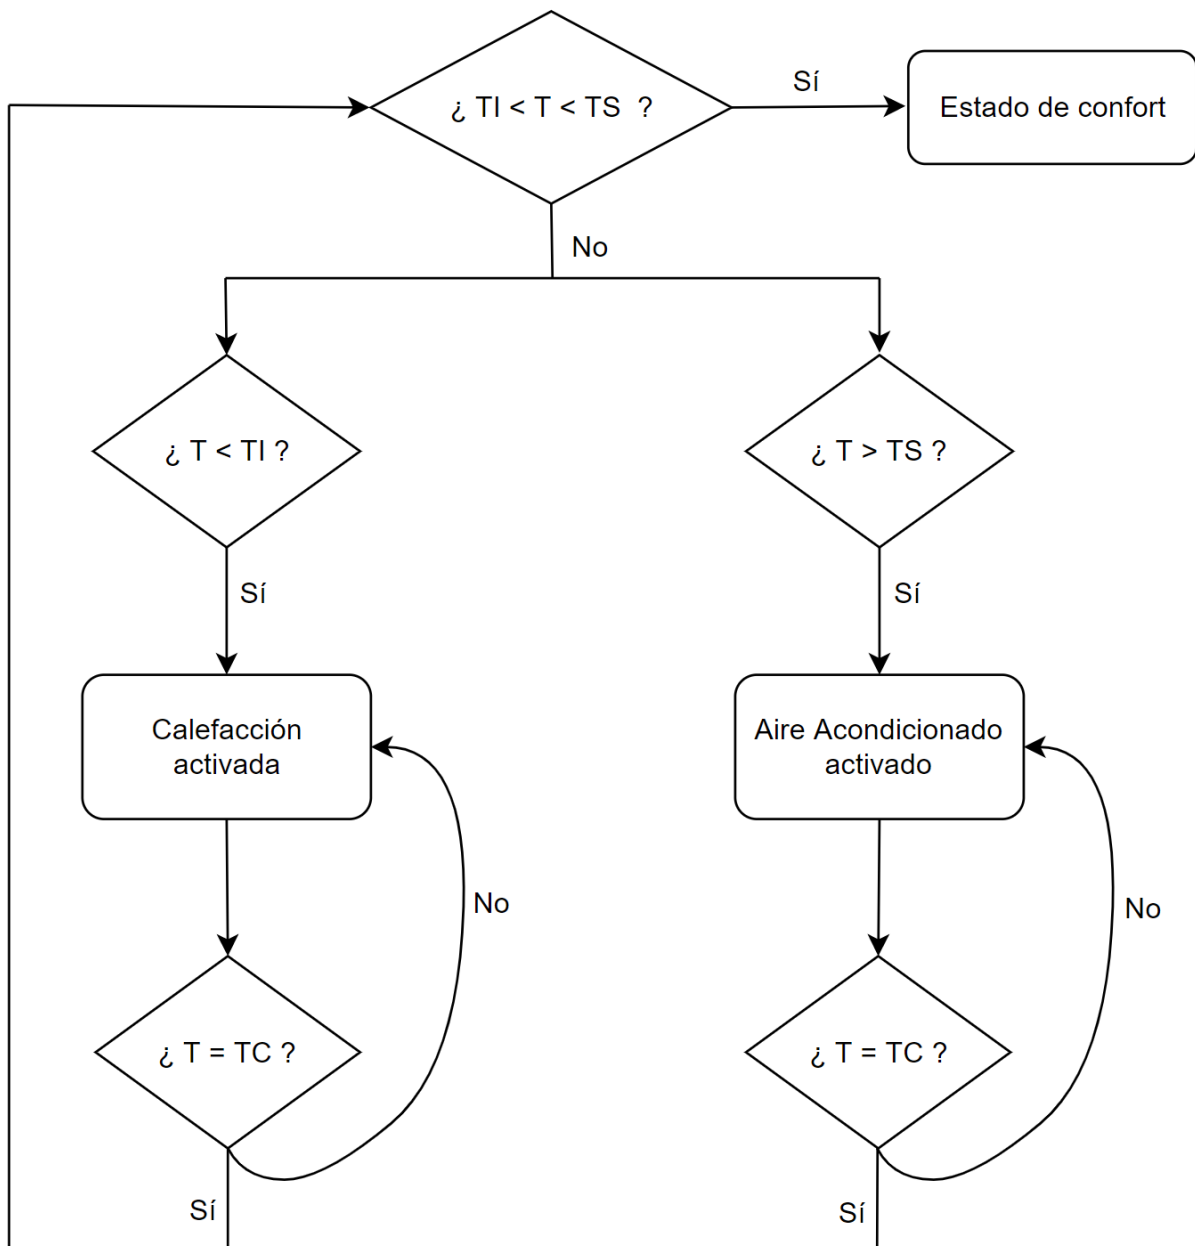 ¿ TI < T < TS ?
Sí
Estado de confort
No
¿ T < TI ?
¿ T > TS ?
Sí
Sí
Calefacción
activada
Aire Acondicionado
activado
No
No
¿ T = TC ?
¿ T = TC ?
Sí
Sí